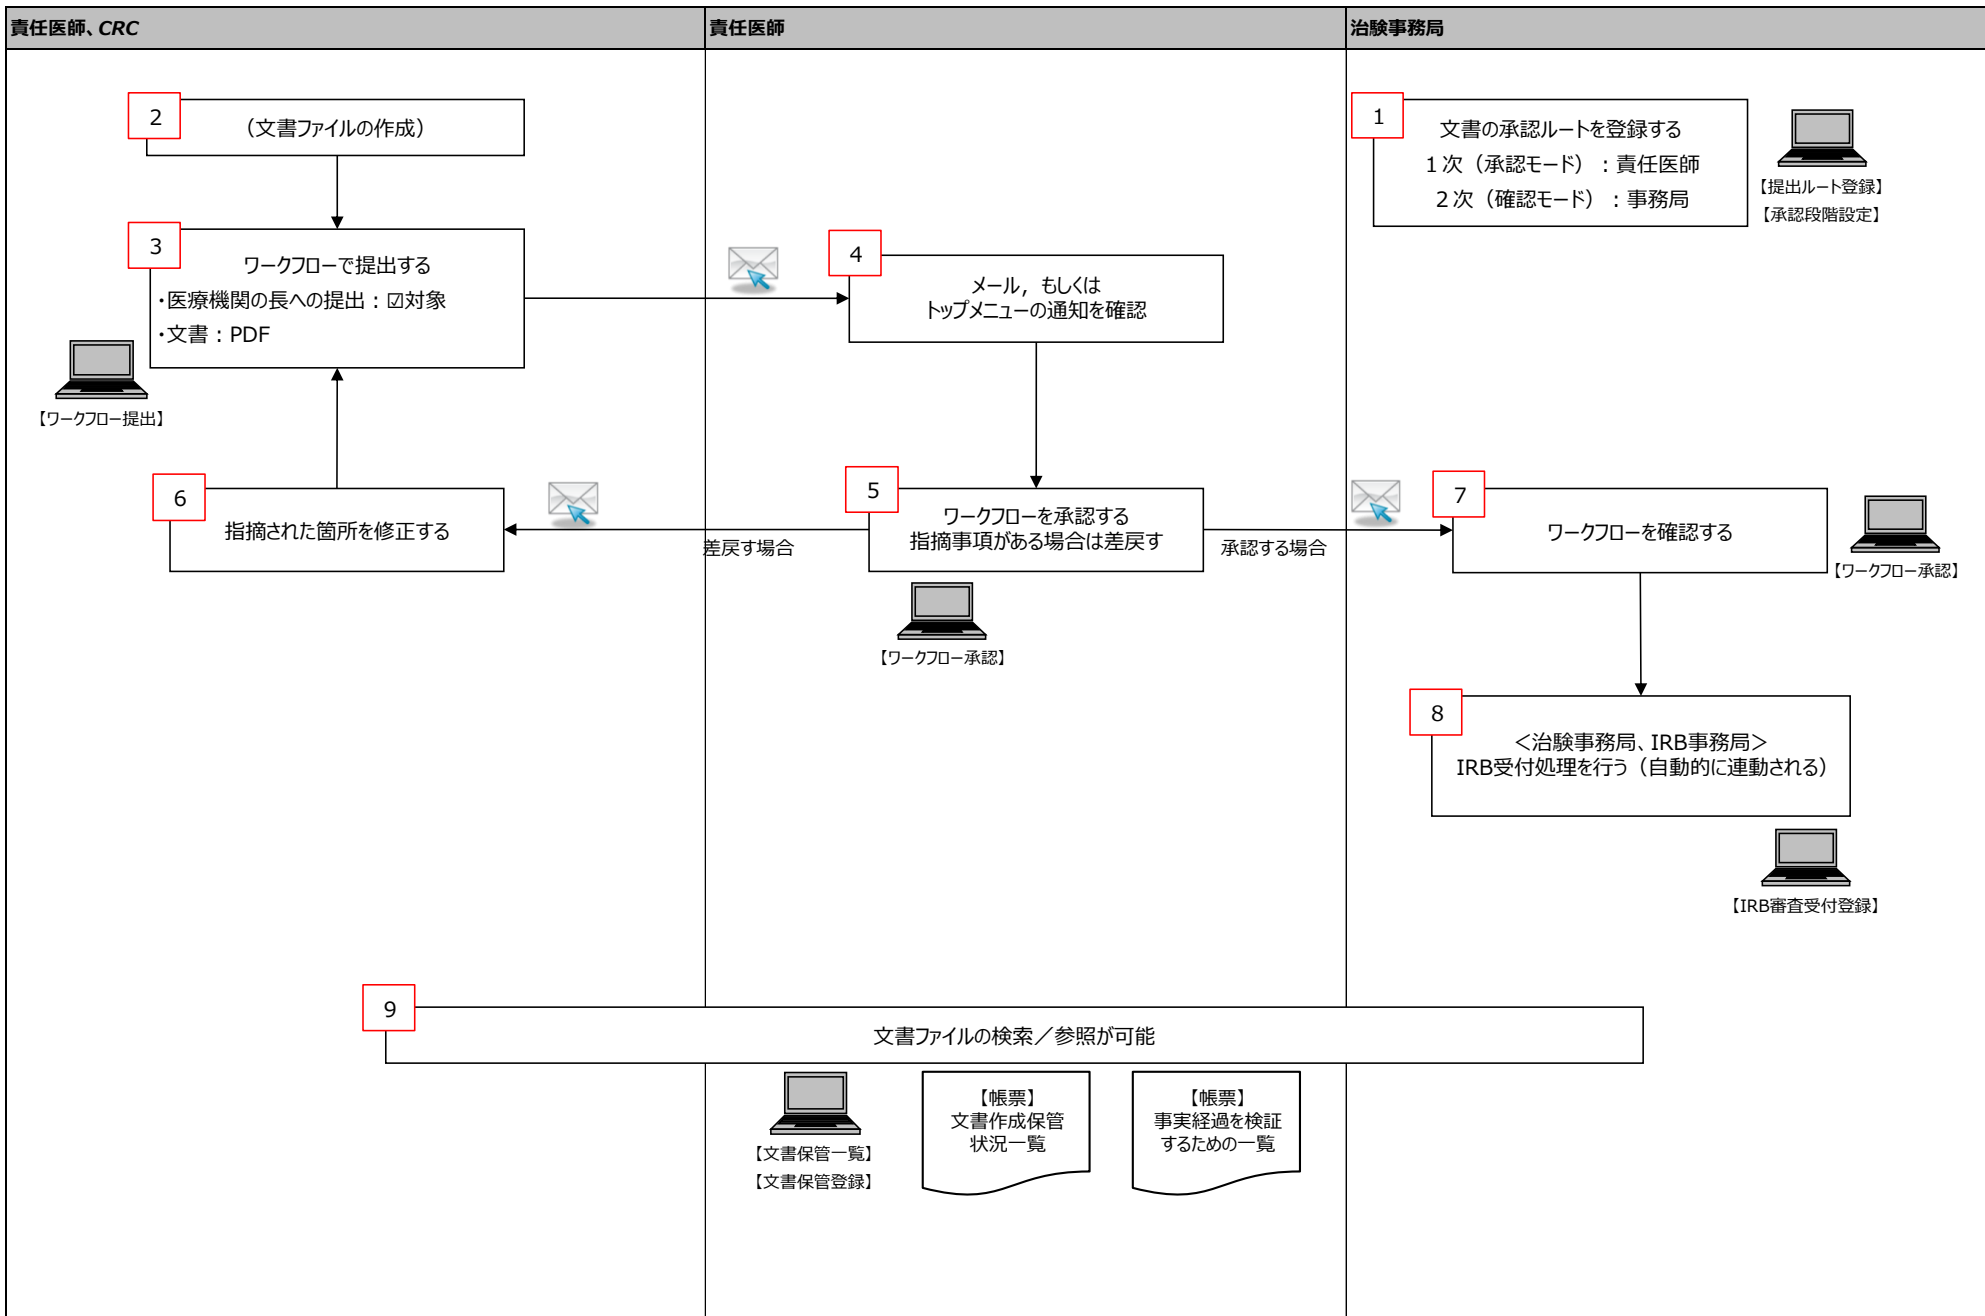 責任医師、CRC
責任医師
治験事務局
1
文書の承認ルートを登録する
１次（承認モード）：責任医師
２次（確認モード）：事務局
【提出ルート登録】
【承認段階設定】
2
（文書ファイルの作成）
3
ワークフローで提出する
・医療機関の長への提出：☑対象
・文書：PDF
【ワークフロー提出】
4
メール，もしくは
トップメニューの通知を確認
5
ワークフローを承認する
指摘事項がある場合は差戻す
【ワークフロー承認】
差戻す場合
承認する場合
6
指摘された箇所を修正する
7
ワークフローを確認する
【ワークフロー承認】
8
＜治験事務局、IRB事務局＞
IRB受付処理を行う（自動的に連動される）
【IRB審査受付登録】
9
文書ファイルの検索／参照が可能
【文書保管一覧】
【文書保管登録】
【帳票】
文書作成保管
状況一覧
【帳票】
事実経過を検証
するための一覧